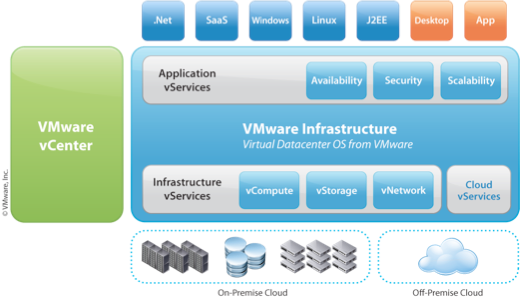 .Net SaaS Windows Linux J2EE Desktop App
VMware
vCenter
Application
vServices
Availability Security Scalability
VMware Infrastructure
Virtual Datacenter OS from VMware
Infrastructure
vServices
vCompute vStorage vNetwork
Cloud
vServices
On-Premise Cloud
Off-Premise Cloud
© VMware, Inc.